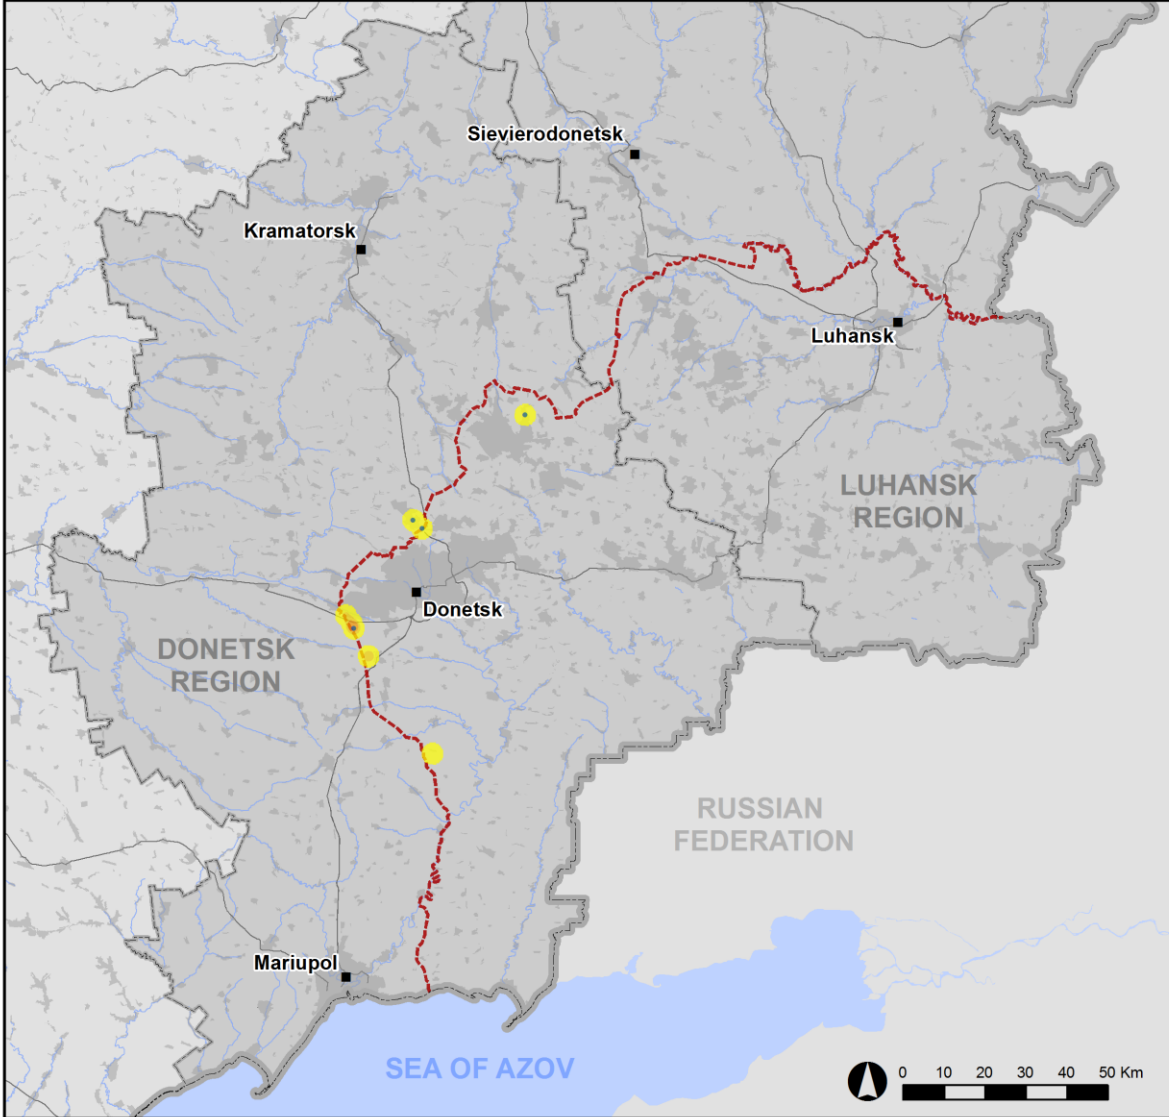 Sievierodonetsk
Kramatorsk
Luhansk
LUHANSK
REGION
Donetsk
DONETSK
REGION
RUSSIAN
FEDERATION
Mariupol
SEA OF AZOV
0 10 20 30 40 50 Km